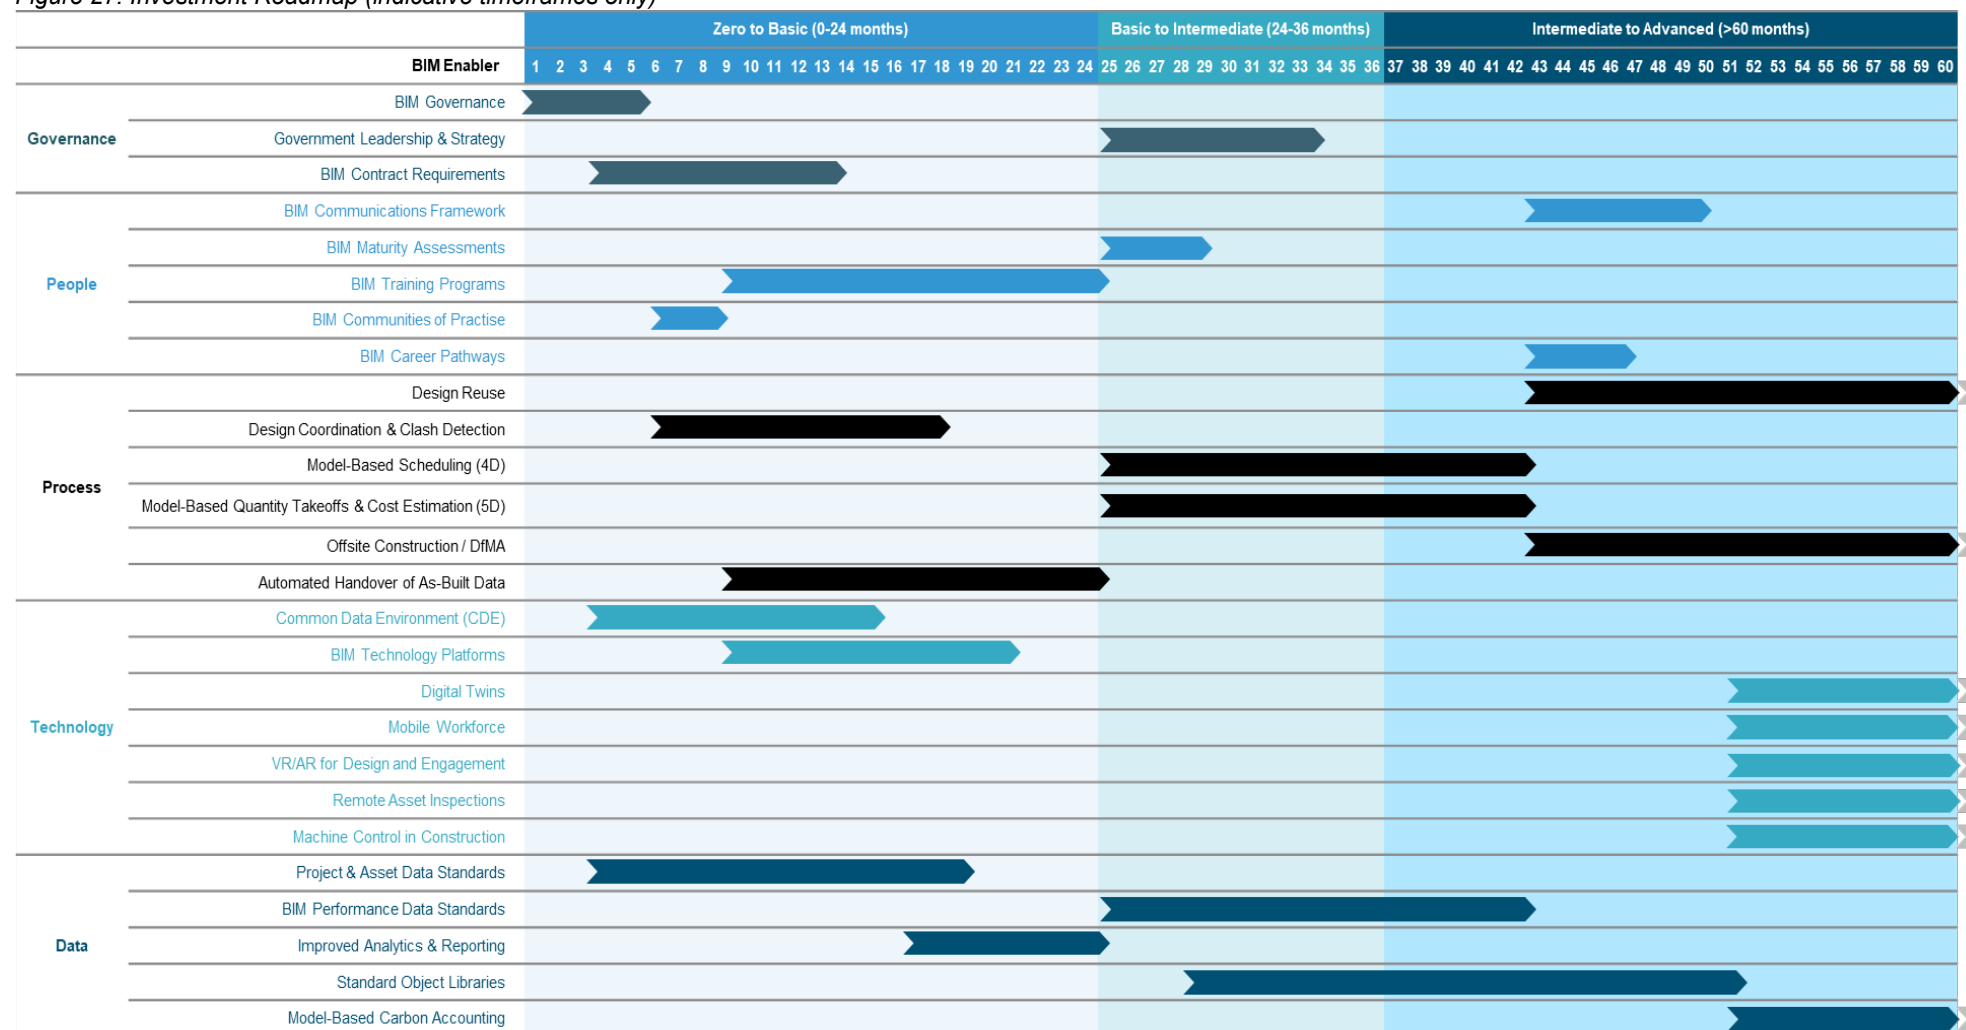 Figure 27: Investment Roadmap (indicative timeframes only)
Zero to Basic (0-24 months) Basic to Intermediate (24-36 months) Intermediate to Advanced (>60 months)
BIM Enabler 1 2 3 4 5 6 7 8 9 10 11 12 13 14 15 16 17 18 19 20 21 22 23 24 25 26 27 28 29 30 31 32 33 34 35 36 37 38 39 40 41 42 43 44 45 46 47 48 49 50 51 52 53 54 55 56 57 58 59 60
BIM Governance
Governance Government Leadership & Strategy
BIM Contract Requirements
BIM Communications Framework
BIM Maturity Assessments
People BIM Training Programs
BIM Communities of Practise
BIM Career Pathways
Design Reuse
Design Coordination & Clash Detection
Model-Based Scheduling (4D)
Process
Model-Based Quantity Takeoffs & Cost Estimation (5D)
Offsite Construction / DfMA
Automated Handover of As-Built Data
Common Data Environment (CDE)
BIM Technology Platforms
Digital Twins
Technology Mobile Workforce
VR/AR for Design and Engagement
Remote Asset Inspections
Machine Control in Construction
Project & Asset Data Standards
BIM Performance Data Standards
Data Improved Analytics & Reporting
Standard Object Libraries
Model-Based Carbon Accounting